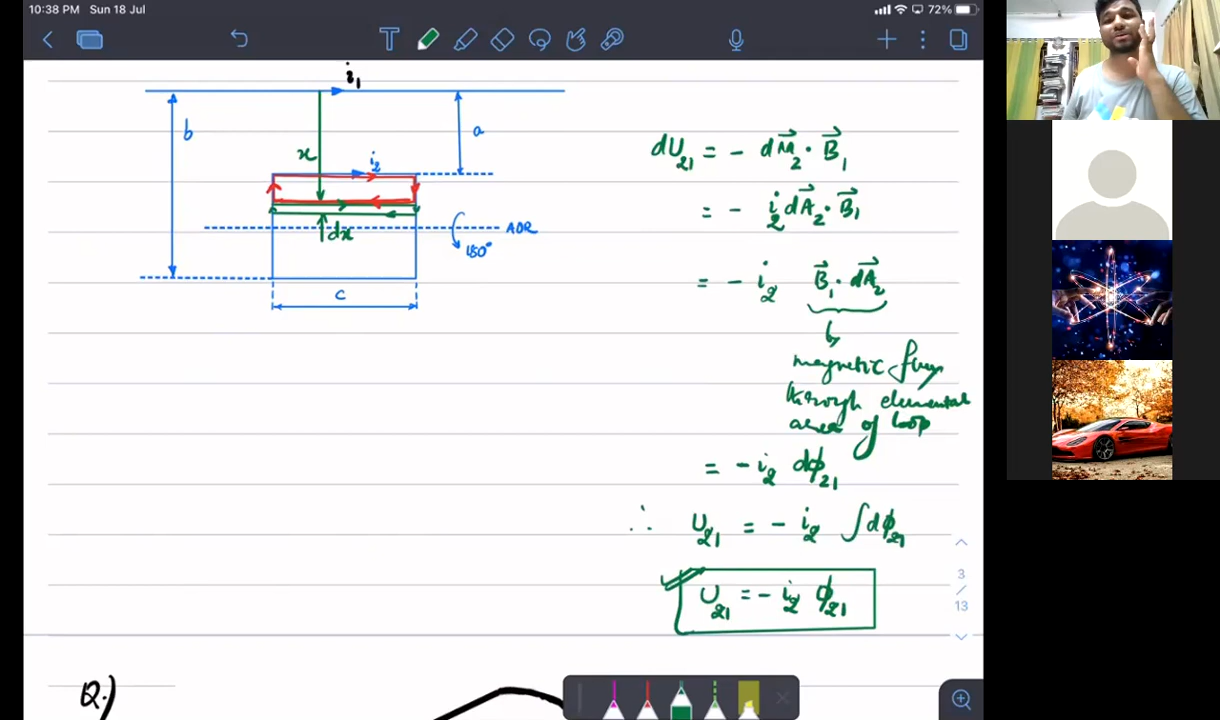 10:38 PM Sun 18 Jul
72%
T
i₁
b
a
x
i₂
dx
AOR
180°
c
dU₂₁ = - dM⃗₂ · B⃗₁
= - i₂ dA⃗₂ · B⃗₁
= - i₂ B⃗₁ · dA⃗₂
magnetic flux
through elemental
area of loop
= - i₂ dϕ₂₁
∴ U₂₁ = - i₂ ∫dϕ₂₁
U₂₁ = - i₂ ϕ₂₁
3
/
13
Q.)